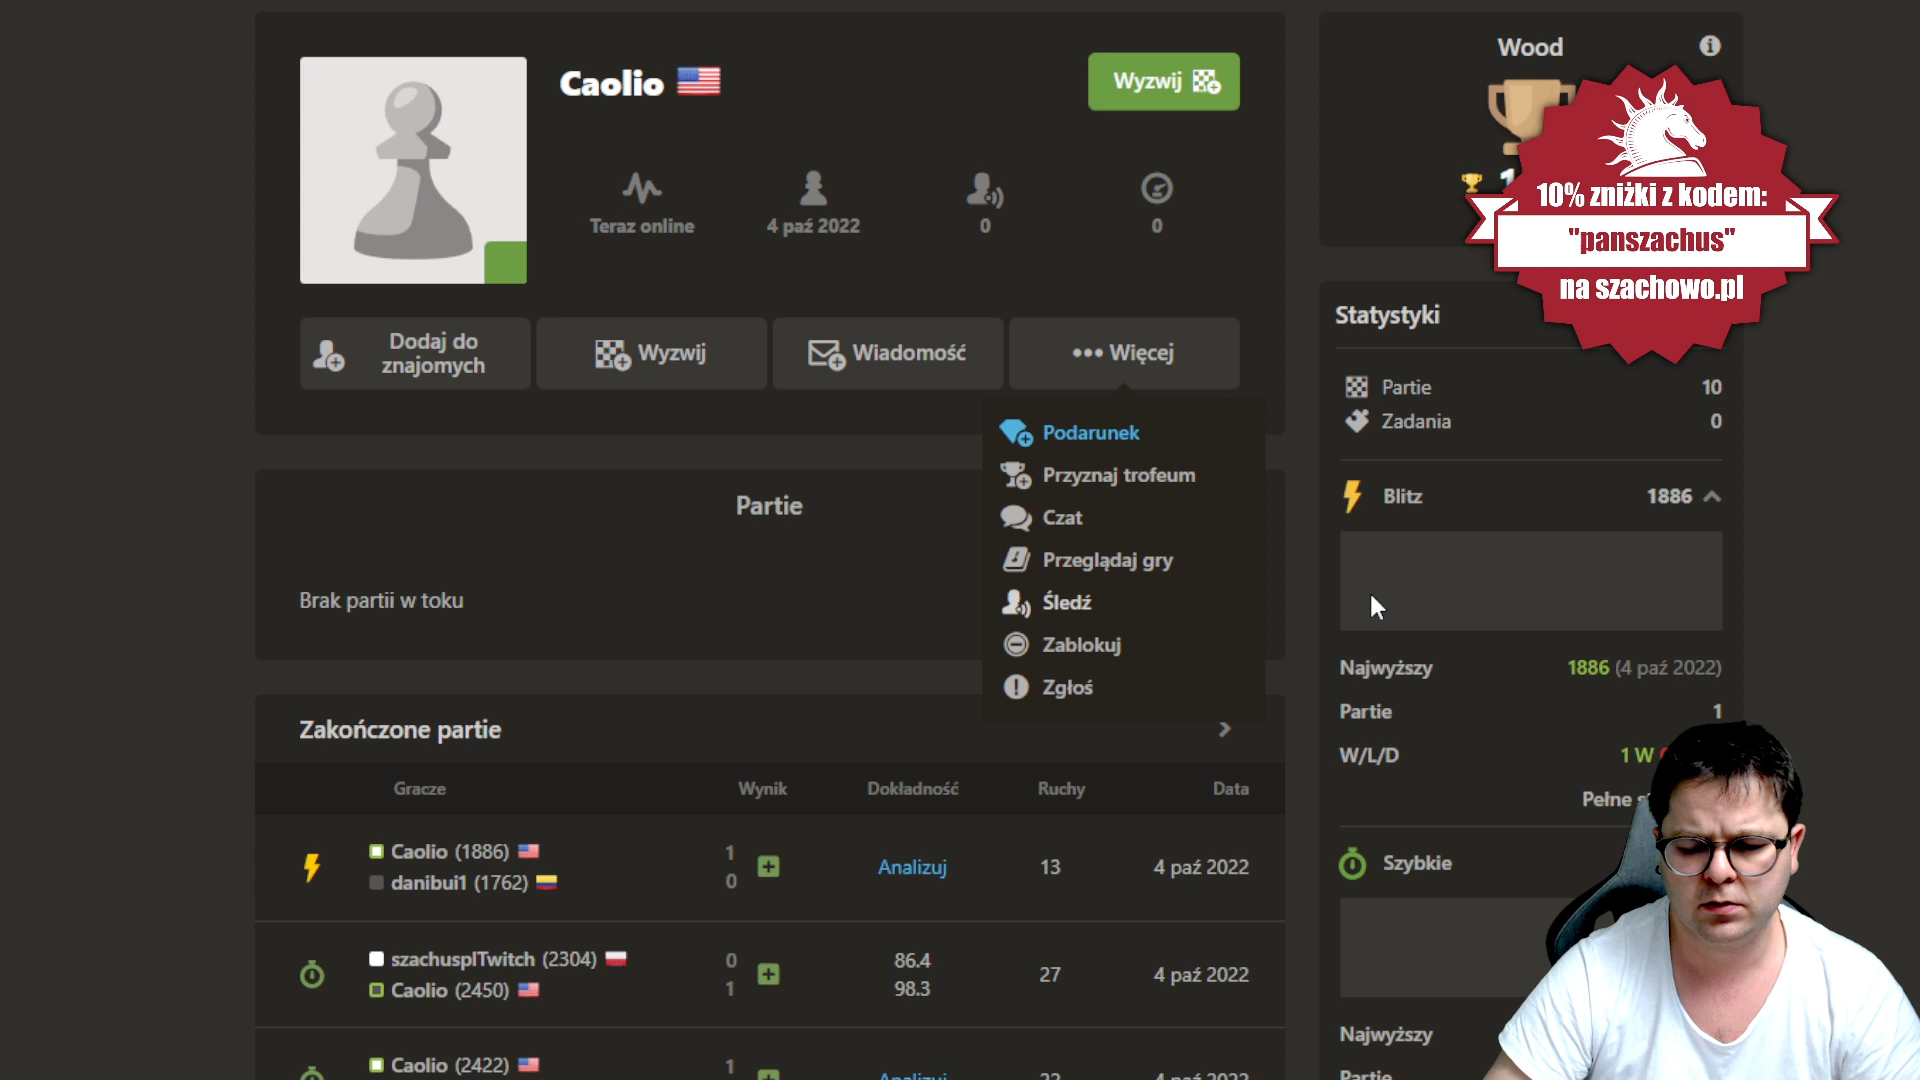 Caolio
Wyzwij
Teraz online
4 paź 2022
0
0
Dodaj do
znajomych
Wyzwij
Wiadomość
Więcej
Podarunek
Przyznaj trofeum
Czat
Przeglądaj gry
Śledź
Zablokuj
Zgłoś
Partie
Brak partii w toku
Zakończone partie
Gracze Wynik Dokładność Ruchy Data
Caolio (1886) 1
danibui1 (1762) 0
Analizuj 13 4 paź 2022
szachusplTwitch (2304) 0 86.4
Caolio (2450) 1 98.3
27 4 paź 2022
Caolio (2422) 1
Wood
10% zniżki z kodem:
"panszachus"
na szachowo.pl
Statystyki
Partie 10
Zadania 0
Blitz 1886
Najwyższy 1886 (4 paź 2022)
Partie 1
W/L/D 1 W
Pełne
Szybkie
Najwyższy
Partie